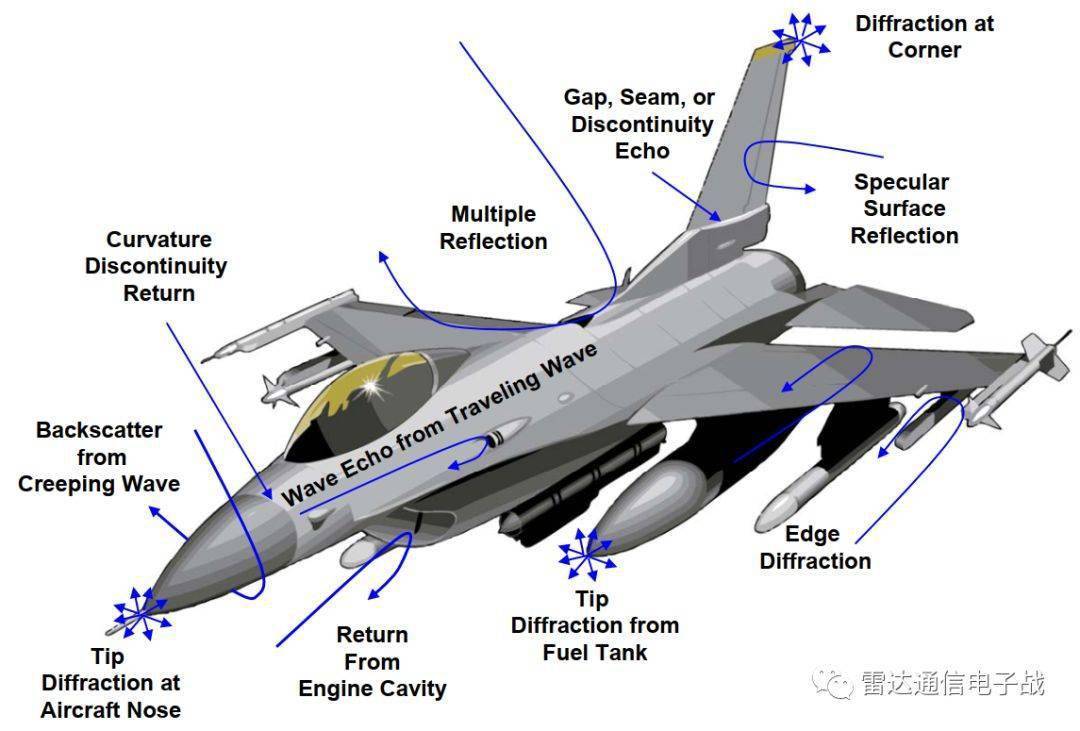 Diffraction at
Corner
Gap, Seam, or
Discontinuity
Echo
Specular
Surface
Reflection
Multiple
Reflection
Curvature
Discontinuity
Return
Wave Echo from Traveling Wave
Backscatter
from
Creeping Wave
Edge
Diffraction
Tip
Diffraction from
Fuel Tank
Return
From
Engine Cavity
Tip
Diffraction at
Aircraft Nose
雷达通信电子战